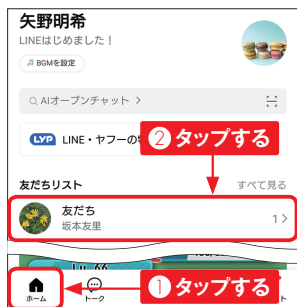 矢野明希
LINEはじめました！
BGMを設定
AIオープンチャット >
LYP LINE・ヤフーの
②タップする
友だちリスト すべて見る
友だち
坂本友里
1 >
①タップする
ホーム トーク